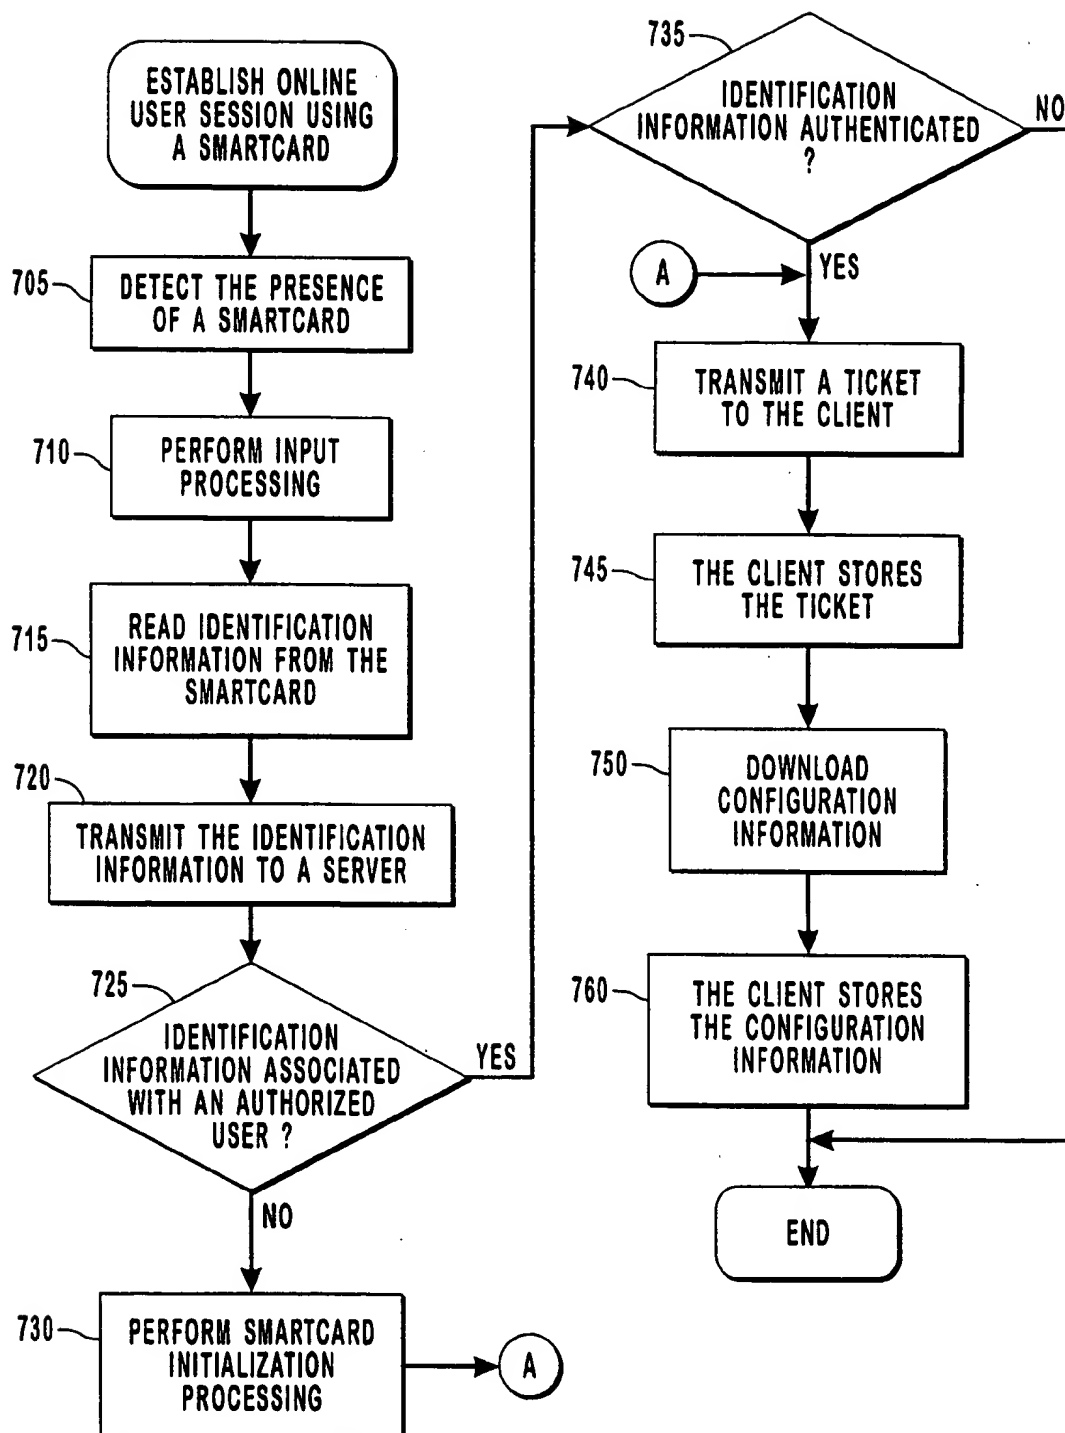 ESTABLISH ONLINE
USER SESSION USING
A SMARTCARD
705
DETECT THE PRESENCE
OF A SMARTCARD
710
PERFORM INPUT
PROCESSING
715
READ IDENTIFICATION
INFORMATION FROM THE
SMARTCARD
720
TRANSMIT THE IDENTIFICATION
INFORMATION TO A SERVER
725
IDENTIFICATION
INFORMATION ASSOCIATED
WITH AN AUTHORIZED
USER ?
YES
NO
730
PERFORM SMARTCARD
INITIALIZATION
PROCESSING
A
735
IDENTIFICATION
INFORMATION AUTHENTICATED
?
NO
A
YES
740
TRANSMIT A TICKET
TO THE CLIENT
745
THE CLIENT STORES
THE TICKET
750
DOWNLOAD
CONFIGURATION
INFORMATION
760
THE CLIENT STORES
THE CONFIGURATION
INFORMATION
END